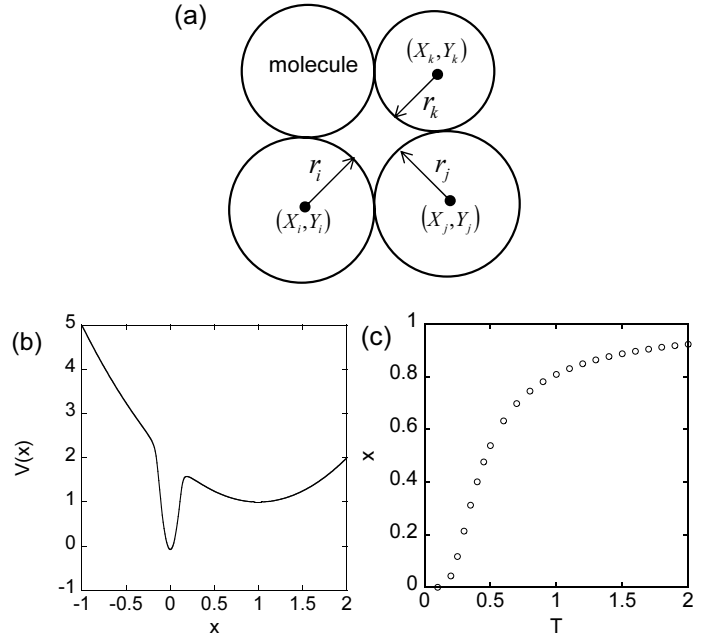 (a)
molecule
(X_k, Y_k)
r_k
r_i
r_j
(X_i, Y_i)
(X_j, Y_j)
(b)
5
4
3
2
1
0
-1
V(x)
-1 -0.5 0 0.5 1 1.5 2
x
(c)
1
0.8
0.6
0.4
0.2
0
x
0 0.5 1 1.5 2
T